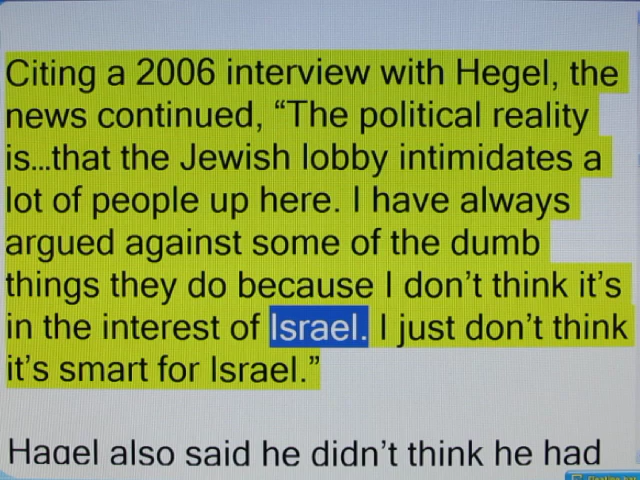 Citing a 2006 interview with Hegel, the
news continued, “The political reality
is...that the Jewish lobby intimidates a
lot of people up here. I have always
argued against some of the dumb
things they do because I don’t think it’s
in the interest of Israel. I just don’t think
it’s smart for Israel.”
Hagel also said he didn’t think he had